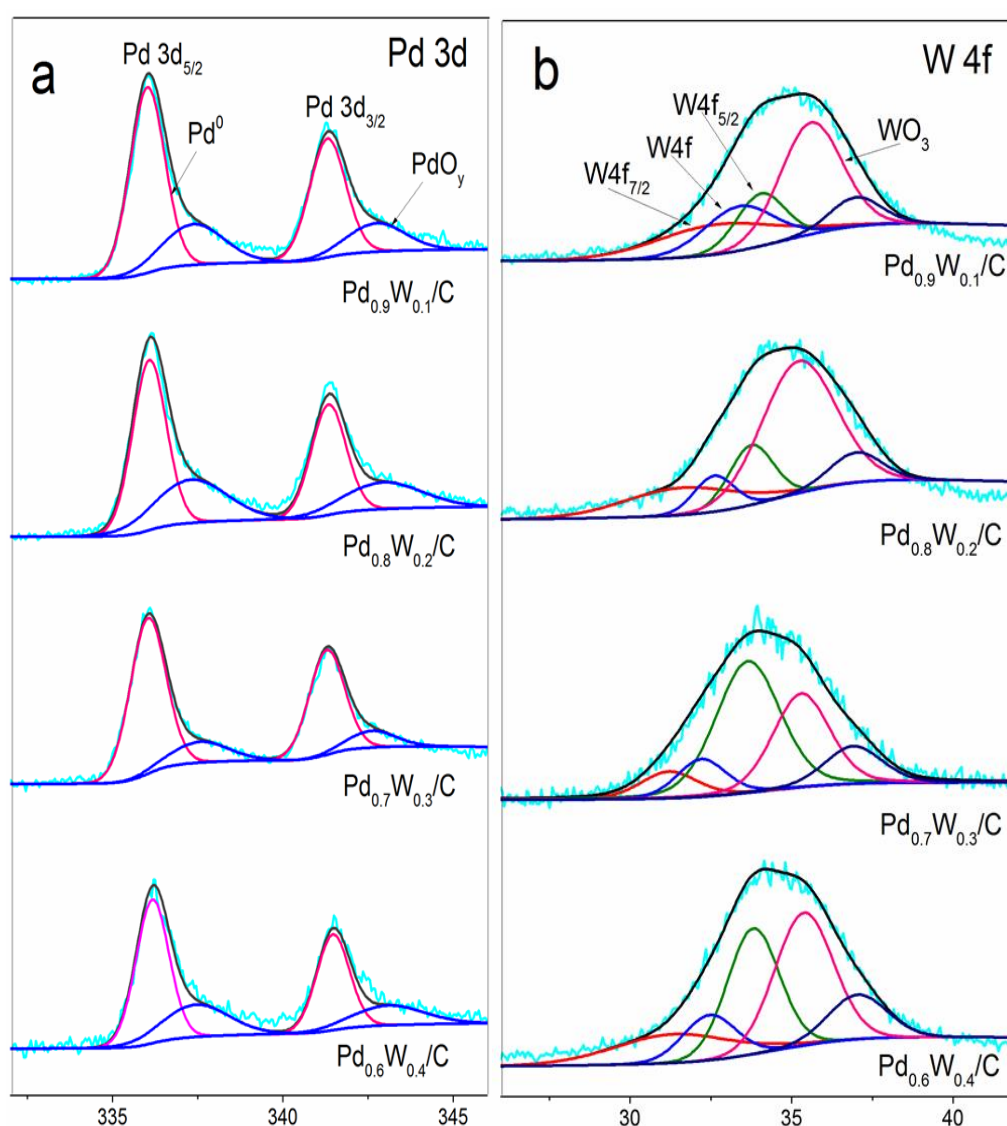 a
Pd 3d
Pd 3d5/2
Pd 3d3/2
Pd0
PdOy
Pd0.9W0.1/C
Pd0.8W0.2/C
Pd0.7W0.3/C
Pd0.6W0.4/C
335 340 345
b
W 4f
W4f5/2
W4f
W4f7/2
WO3
Pd0.9W0.1/C
Pd0.8W0.2/C
Pd0.7W0.3/C
Pd0.6W0.4/C
30 35 40